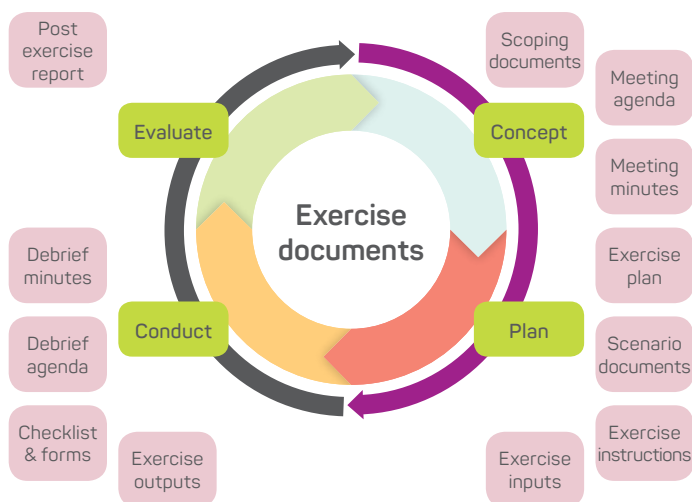 Post
exercise
report
Scoping
documents
Meeting
agenda
Evaluate
Concept
Meeting
minutes
Exercise
documents
Debrief
minutes
Exercise
plan
Conduct
Plan
Debrief
agenda
Scenario
documents
Checklist
& forms
Exercise
outputs
Exercise
inputs
Exercise
instructions